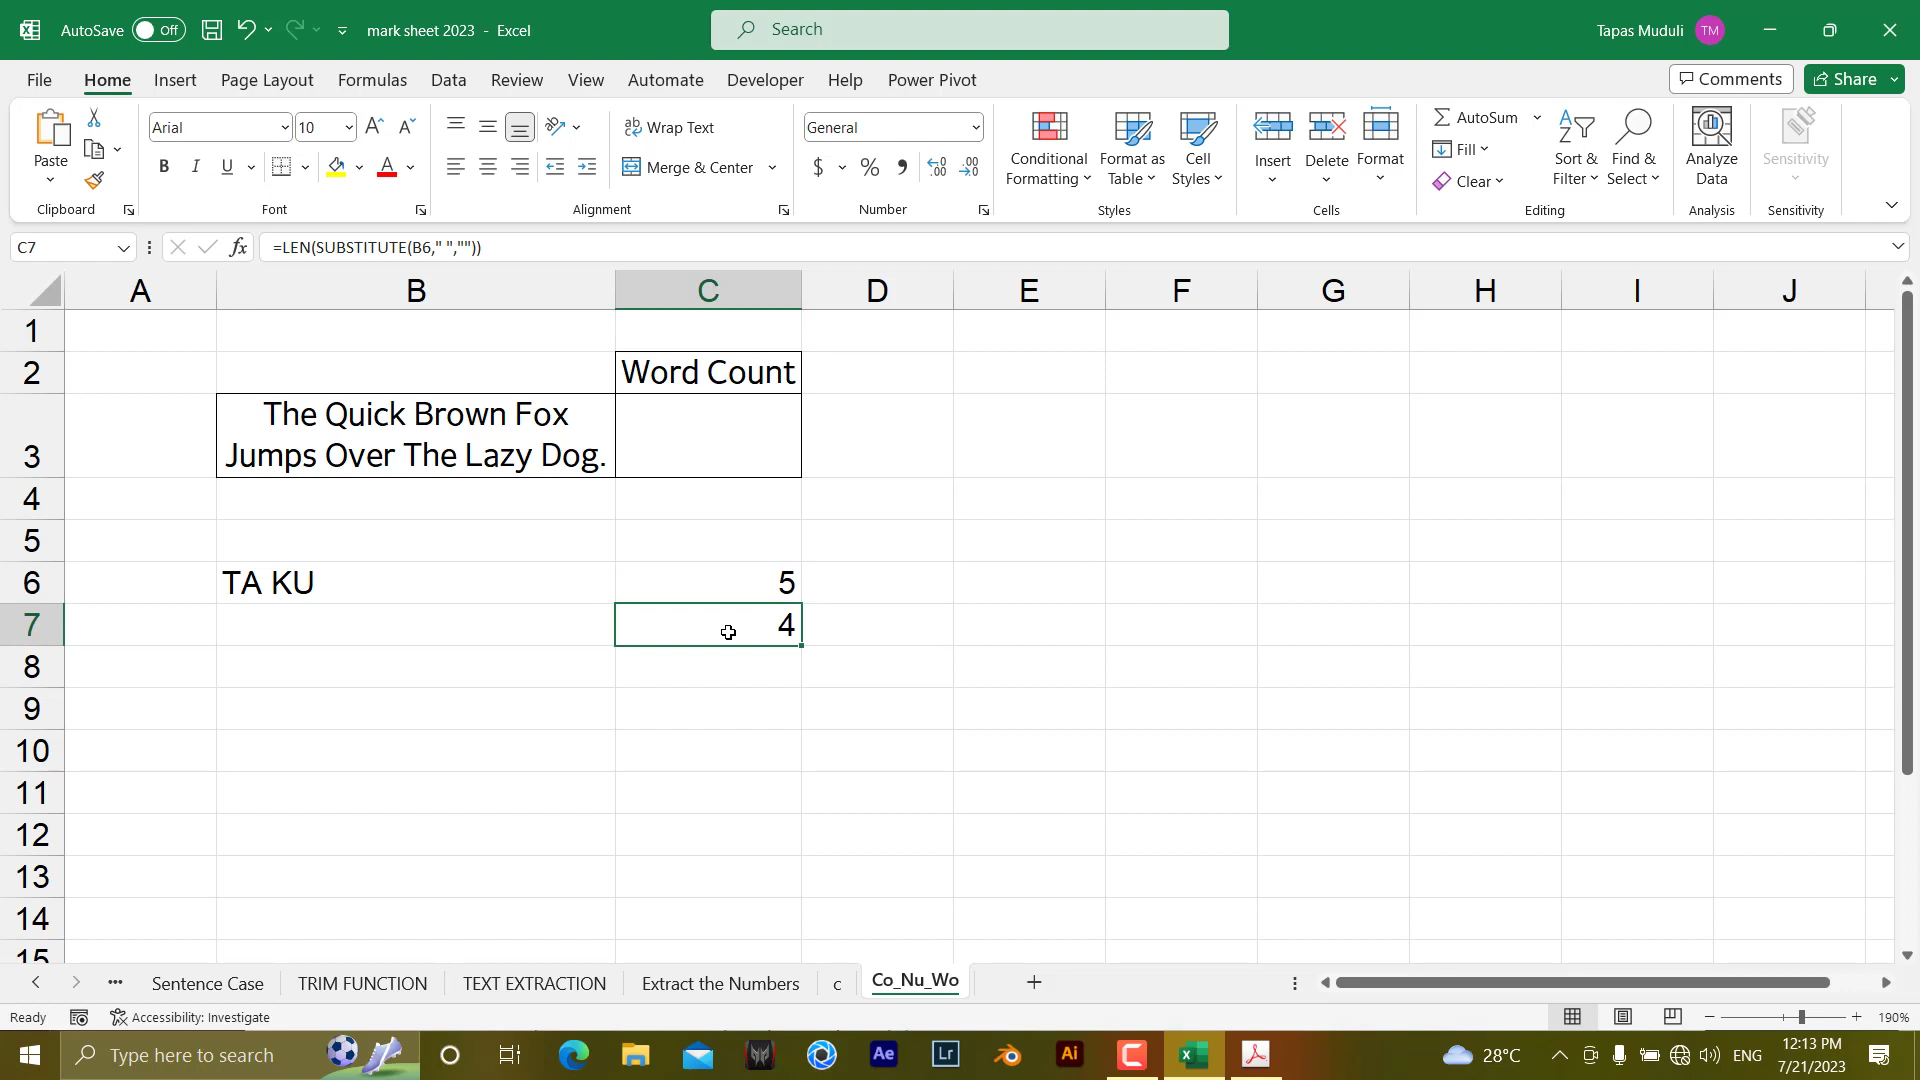 AutoSave Off mark sheet 2023 - Excel Search Tapas Muduli TM
File Home Insert Page Layout Formulas Data Review View Automate Developer Help Power Pivot Comments Share
Paste Arial 10 Wrap Text General Conditional Formatting Format as Table Cell Styles Insert Delete Format AutoSum Sort & Filter Find & Select Analyze Data Sensitivity
B I U Merge & Center $ % Fill
Clear
Clipboard Font Alignment Number Styles Cells Editing Analysis Sensitivity
C7 fx =LEN(SUBSTITUTE(B6," ",""))
A B C D E F G H I J
1
2 Word Count
The Quick Brown Fox
3 Jumps Over The Lazy Dog.
4
5
6 TA KU 5
7 4
8
9
10
11
12
13
14
15
Sentence Case TRIM FUNCTION TEXT EXTRACTION Extract the Numbers c Co_Nu_Wo
Ready Accessibility: Investigate 190%
Type here to search Ae Lr Ai 28°C ENG 12:13 PM
7/21/2023